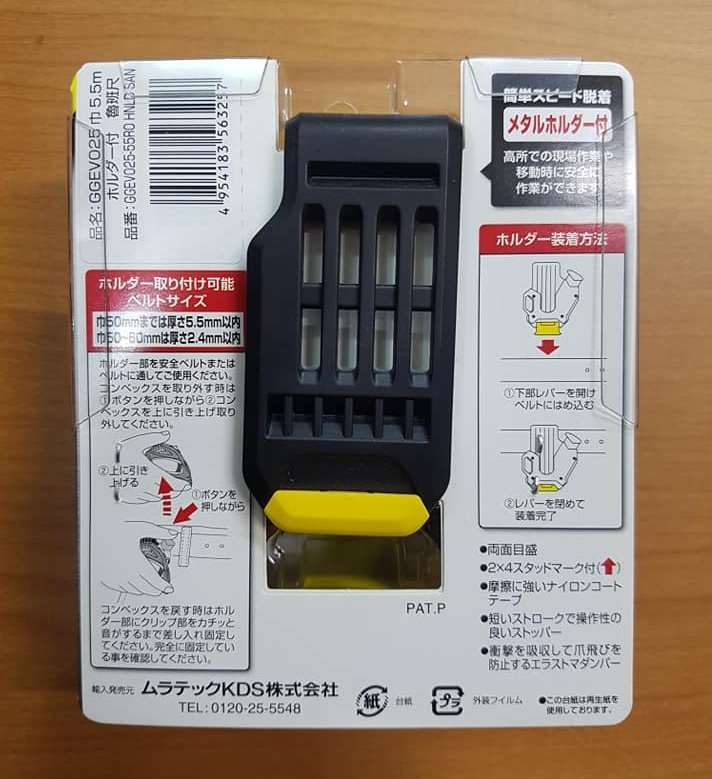 品名：GGEVO25 巾5.5m
ホルダー付 魯班尺
品番：GGEVO25-55RO HNLC SAN
4 954183 563257
簡単スピード脱着
メタルホルダー付
高所での現場作業や
移動時に安全に
作業ができます
ホルダー取り付け可能
ベルトサイズ
巾50mmまでは厚さ5.5mm以内
巾50~60mmは厚さ2.4mm以内
ホルダー部を安全ベルトまたは
ベルトに通してご使用ください。
コンベックスを取り外す時は
①ボタンを押しながら②コン
ベックスを上に引き上げ取り
外してください。
②上に引き
上げる
①ボタンを
押しながら
コンベックスを戻す時はホル
ダー部にクリップ部をカチッと
音がするまで差し入れ固定し
てください。完全に固定してい
る事を確認してください。
ホルダー装着方法
①下部レバーを開け
ベルトにはめ込む
②レバーを閉めて
装着完了
●両面目盛
●2×4スタッドマーク付(↑)
●摩擦に強いナイロンコート
テープ
●短いストロークで操作性の
良いストッパー
●衝撃を吸収して爪飛びを
防止するエラストマダンパー
PAT.P
輸入発売元 ムラテックKDS株式会社
TEL: 0120-25-5548
紙 台紙
プラ 外装フイルム
●この台紙は再生紙を
使用しております。